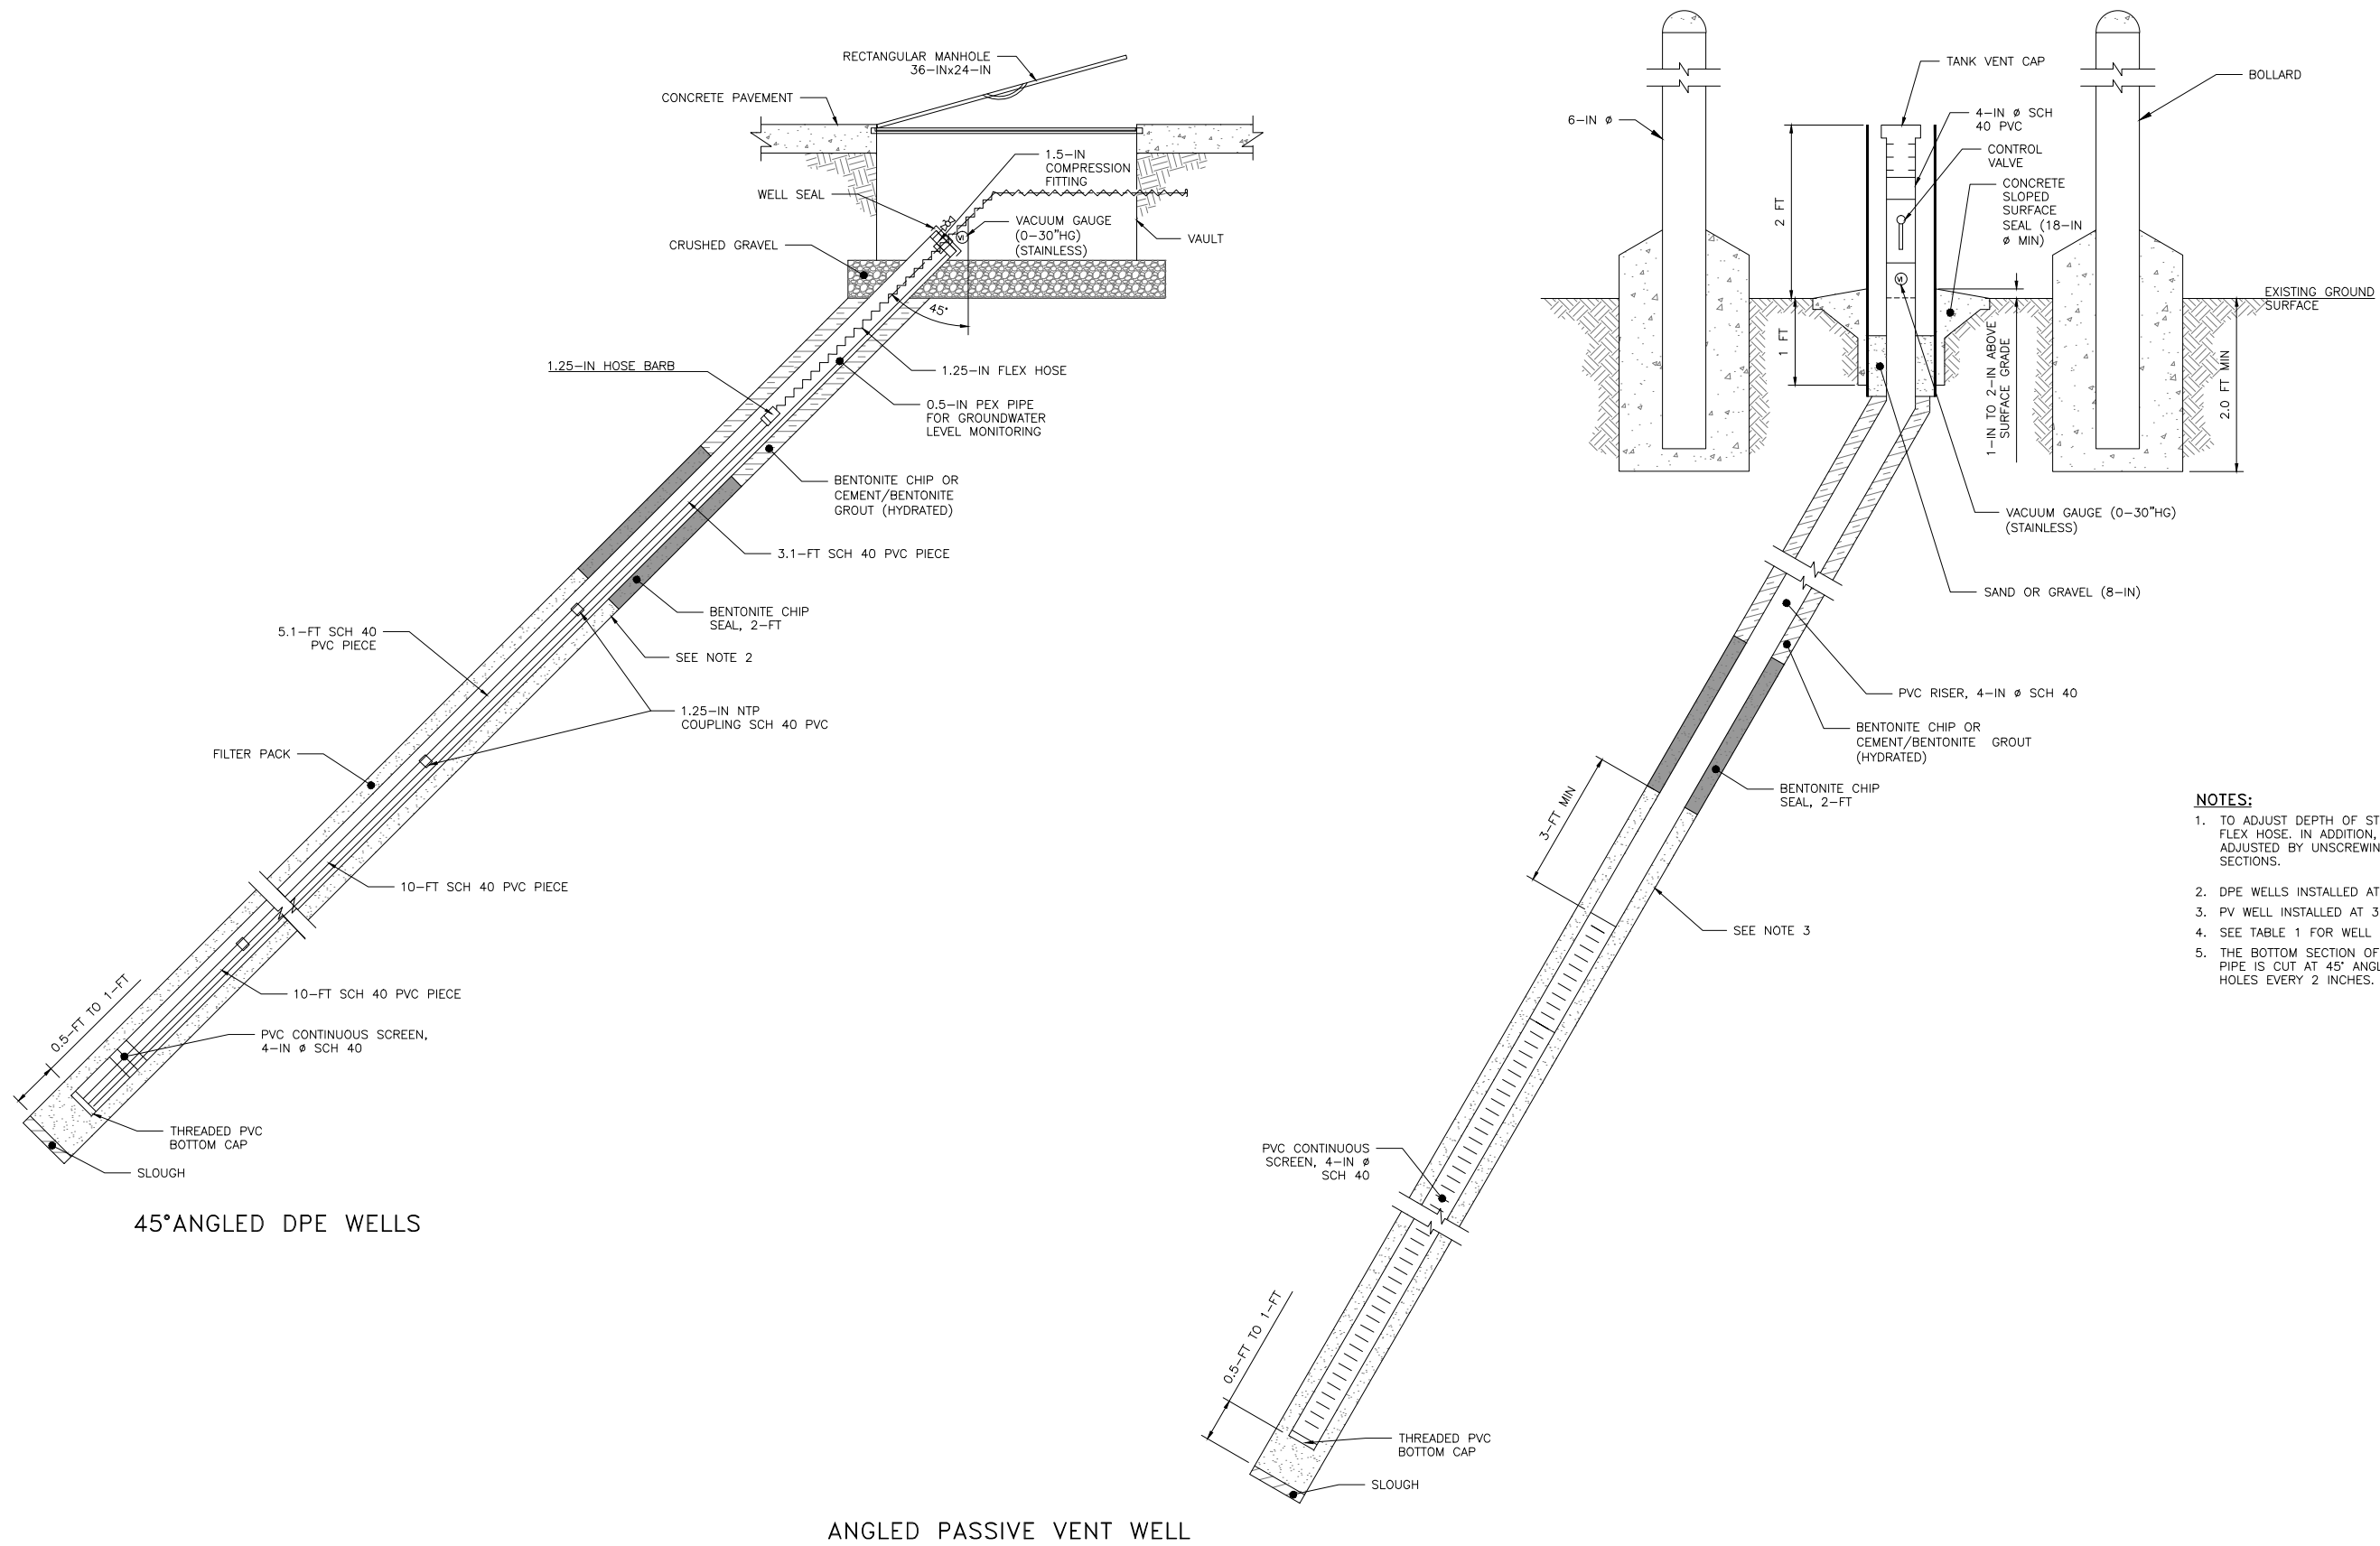 RECTANGULAR MANHOLE
36-INx24-IN
CONCRETE PAVEMENT
1.5-IN
COMPRESSION
FITTING
WELL SEAL
VACUUM GAUGE
(0-30"HG)
(STAINLESS)
VAULT
CRUSHED GRAVEL
45°
1.25-IN HOSE BARB
1.25-IN FLEX HOSE
0.5-IN PEX PIPE
FOR GROUNDWATER
LEVEL MONITORING
BENTONITE CHIP OR
CEMENT/BENTONITE
GROUT (HYDRATED)
3.1-FT SCH 40 PVC PIECE
BENTONITE CHIP
SEAL, 2-FT
5.1-FT SCH 40
PVC PIECE
SEE NOTE 2
1.25-IN NTP
COUPLING SCH 40 PVC
FILTER PACK
10-FT SCH 40 PVC PIECE
10-FT SCH 40 PVC PIECE
0.5-FT TO 1-FT
PVC CONTINUOUS SCREEN,
4-IN ø SCH 40
THREADED PVC
BOTTOM CAP
SLOUGH
45°ANGLED DPE WELLS
TANK VENT CAP
BOLLARD
6-IN ø
4-IN ø SCH
40 PVC
CONTROL
VALVE
CONCRETE
SLOPED
SURFACE
SEAL (18-IN
ø MIN)
2 FT
1 FT
EXISTING GROUND
SURFACE
1-IN TO 2-IN ABOVE
SURFACE GRADE
2.0 FT MIN
VACUUM GAUGE (0-30"HG)
(STAINLESS)
SAND OR GRAVEL (8-IN)
PVC RISER, 4-IN ø SCH 40
BENTONITE CHIP OR
CEMENT/BENTONITE GROUT
(HYDRATED)
BENTONITE CHIP
SEAL, 2-FT
3-FT MIN
SEE NOTE 3
PVC CONTINUOUS
SCREEN, 4-IN ø
SCH 40
0.5-FT TO 1-FT
THREADED PVC
BOTTOM CAP
SLOUGH
ANGLED PASSIVE VENT WELL
NOTES:
1. TO ADJUST DEPTH OF ST
FLEX HOSE. IN ADDITION,
ADJUSTED BY UNSCREWIN
SECTIONS.
2. DPE WELLS INSTALLED AT
3. PV WELL INSTALLED AT 3
4. SEE TABLE 1 FOR WELL
5. THE BOTTOM SECTION OF
PIPE IS CUT AT 45° ANGL
HOLES EVERY 2 INCHES.